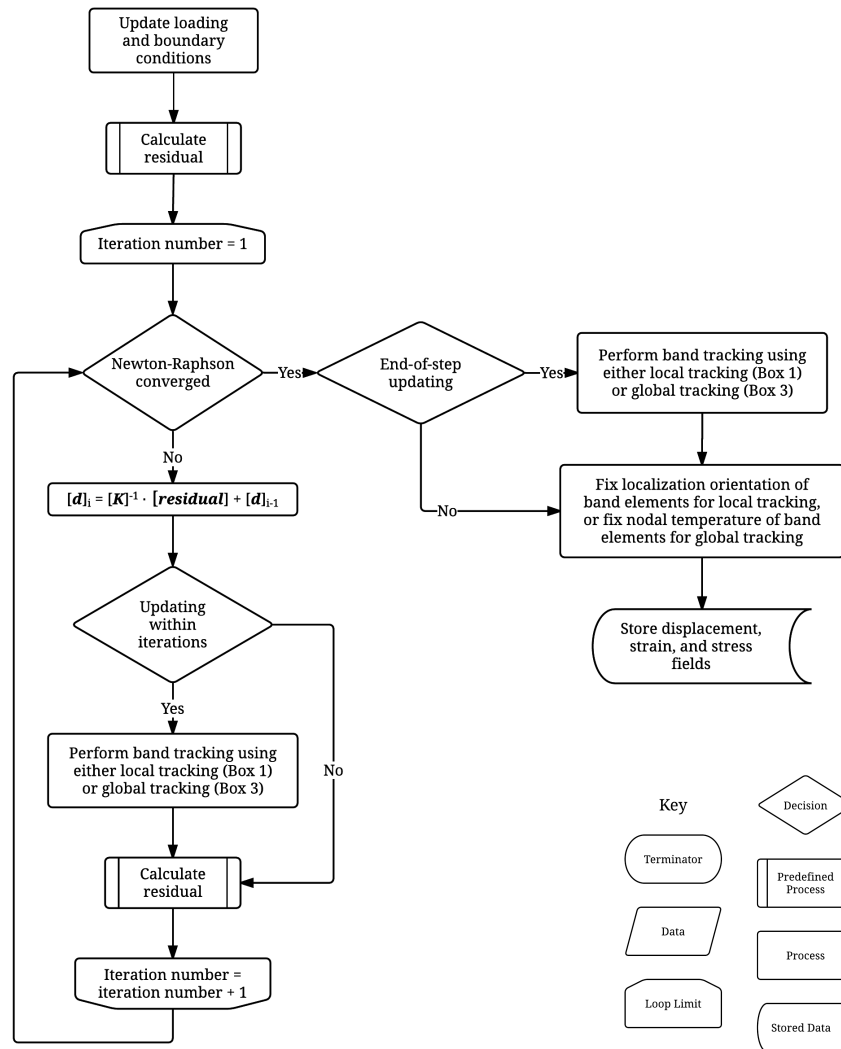 Update loading
and boundary
conditions
Calculate
residual
Iteration number = 1
Newton-Raphson
converged
Yes
End-of-step
updating
Yes
Perform band tracking using
either local tracking (Box 1)
or global tracking (Box 3)
No
[d]i = [K]-1 · [residual] + [d]i-1
No
Fix localization orientation of
band elements for local tracking,
or fix nodal temperature of band
elements for global tracking
Updating
within
iterations
Store displacement,
strain, and stress
fields
Yes
Perform band tracking using
either local tracking (Box 1)
or global tracking (Box 3)
No
Calculate
residual
Iteration number =
iteration number + 1
Key
Decision
Terminator
Predefined
Process
Data
Process
Loop Limit
Stored Data